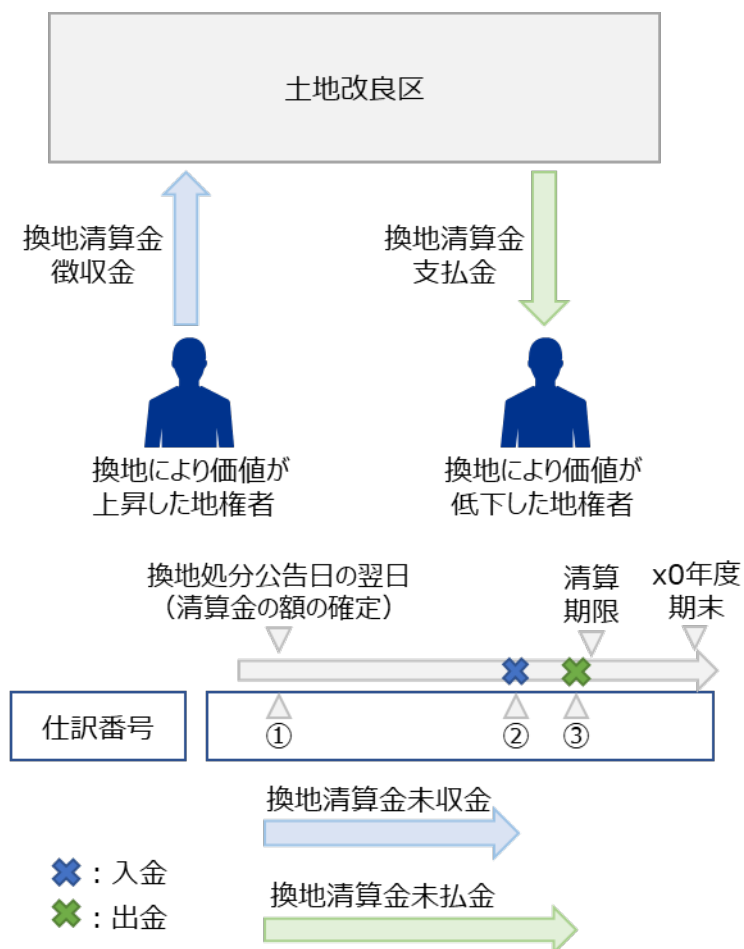 土地改良区
換地清算金
徴収金
換地清算金
支払金
換地により価値が
上昇した地権者
換地により価値が
低下した地権者
換地処分公告日の翌日
（清算金の額の確定）
清算
期限
x0年度
期末
仕訳番号
①
②
③
換地清算金未収金
：入金
換地清算金未払金
：出金